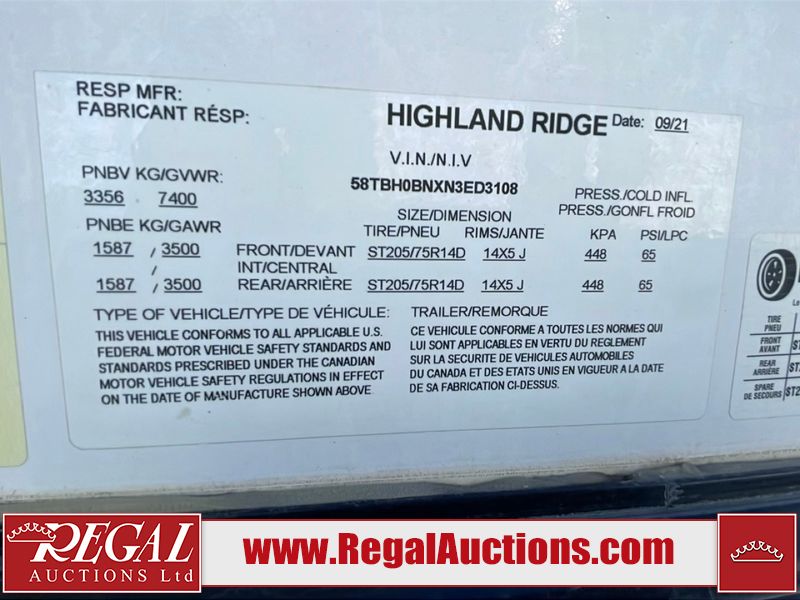 RESP MFR:
FABRICANT RÉSP:
HIGHLAND RIDGE Date: 09/21
V.I.N./N.I.V
PNBV KG/GVWR:
58TBH0BNXN3ED3108
3356 7400
PRESS./COLD INFL.
PRESS./GONFL FROID
PNBE KG/GAWR
SIZE/DIMENSION
TIRE/PNEU RIMS/JANTE KPA PSI/LPC
1587 / 3500 FRONT/DEVANT ST205/75R14D 14X5 J 448 65
/ INT/CENTRAL
1587 / 3500 REAR/ARRIÈRE ST205/75R14D 14X5 J 448 65
TYPE OF VEHICLE/TYPE DE VÉHICULE: TRAILER/REMORQUE
THIS VEHICLE CONFORMS TO ALL APPLICABLE U.S.
FEDERAL MOTOR VEHICLE SAFETY STANDARDS AND
STANDARDS PRESCRIBED UNDER THE CANADIAN
MOTOR VEHICLE SAFETY REGULATIONS IN EFFECT
ON THE DATE OF MANUFACTURE SHOWN ABOVE.
CE VEHICULE CONFORME A TOUTES LES NORMES QUI
LUI SONT APPLICABLES EN VERTU DU REGLEMENT
SUR LA SECURITE DE VEHICULES AUTOMOBILES
DU CANADA ET DES ETATS UNIS EN VIGUEUR A LA DATE
DE SA FABRICATION CI-DESSUS.
TIRE
PNEU
FRONT
AVANT
REAR
ARRIÈRE
SPARE
DE SECOURS
REGAL
AUCTIONS Ltd
www.RegalAuctions.com